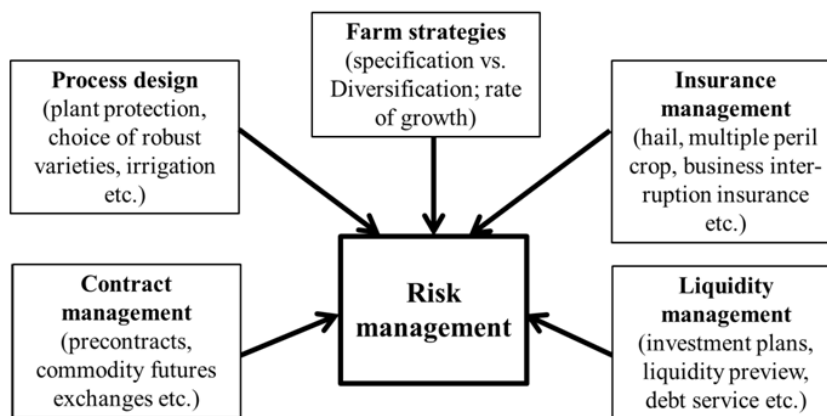 Farm strategies
(specification vs.
Diversification; rate
of growth)
Process design
(plant protection,
choice of robust
varieties, irrigation
etc.)
Insurance
management
(hail, multiple peril
crop, business inter-
ruption insurance
etc.)
Risk
management
Contract
management
(precontracts,
commodity futures
exchanges etc.)
Liquidity
management
(investment plans,
liquidity preview,
debt service etc.)